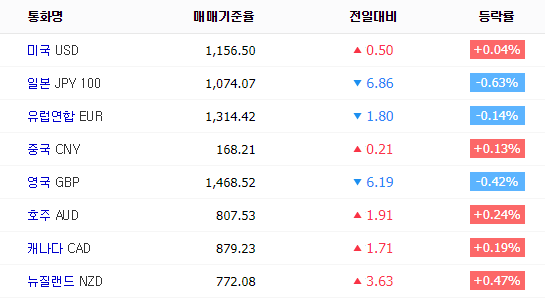 통화명 매매기준율 전일대비 등락률
미국 USD 1,156.50 ▲ 0.50 +0.04%
일본 JPY 100 1,074.07 ▼ 6.86 -0.63%
유럽연합 EUR 1,314.42 ▼ 1.80 -0.14%
중국 CNY 168.21 ▲ 0.21 +0.13%
영국 GBP 1,468.52 ▼ 6.19 -0.42%
호주 AUD 807.53 ▲ 1.91 +0.24%
캐나다 CAD 879.23 ▲ 1.71 +0.19%
뉴질랜드 NZD 772.08 ▲ 3.63 +0.47%